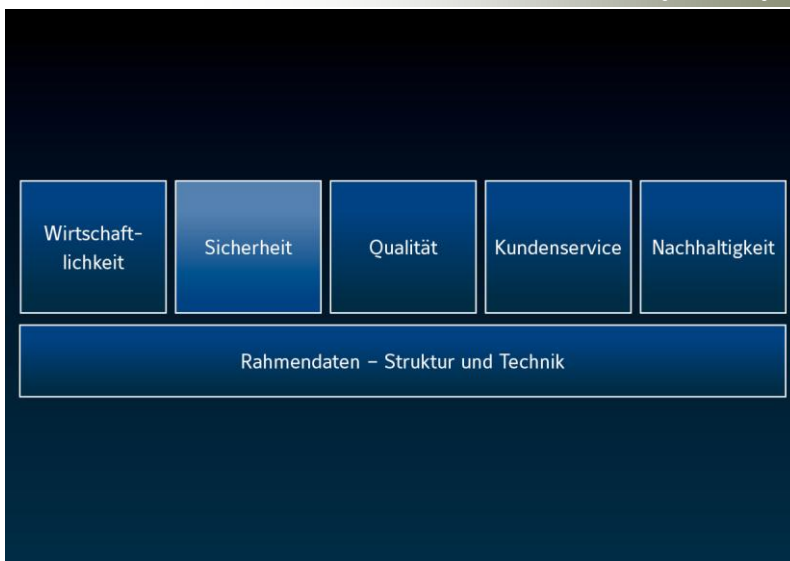 Wirtschaft-
lichkeit
Sicherheit
Qualität
Kundenservice
Nachhaltigkeit
Rahmendaten – Struktur und Technik